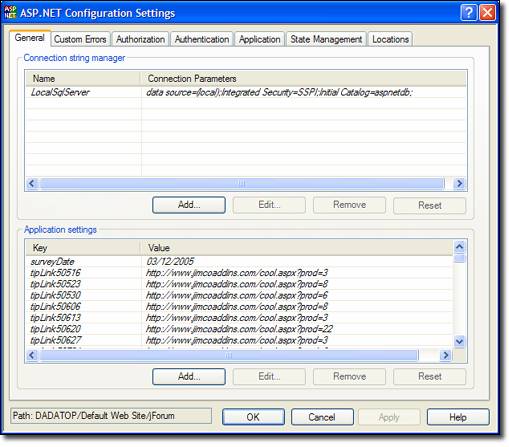 ASP.NET Configuration Settings
General Custom Errors Authorization Authentication Application State Management Locations
Connection string manager
Name Connection Parameters
LocalSqlServer data source=(local);Integrated Security=SSPI;Initial Catalog=aspnetdb;
Add... Edit... Remove Reset
Application settings
Key Value
surveyDate 03/12/2005
tipLink50516 http://www.jimcoaddins.com/cool.aspx?prod=3
tipLink50523 http://www.jimcoaddins.com/cool.aspx?prod=8
tipLink50530 http://www.jimcoaddins.com/cool.aspx?prod=6
tipLink50606 http://www.jimcoaddins.com/cool.aspx?prod=8
tipLink50613 http://www.jimcoaddins.com/cool.aspx?prod=3
tipLink50620 http://www.jimcoaddins.com/cool.aspx?prod=22
tipLink50627 http://www.jimcoaddins.com/cool.aspx?prod=3
Add... Edit... Remove Reset
Path: DADATOP/Default Web Site/jForum OK Cancel Apply Help